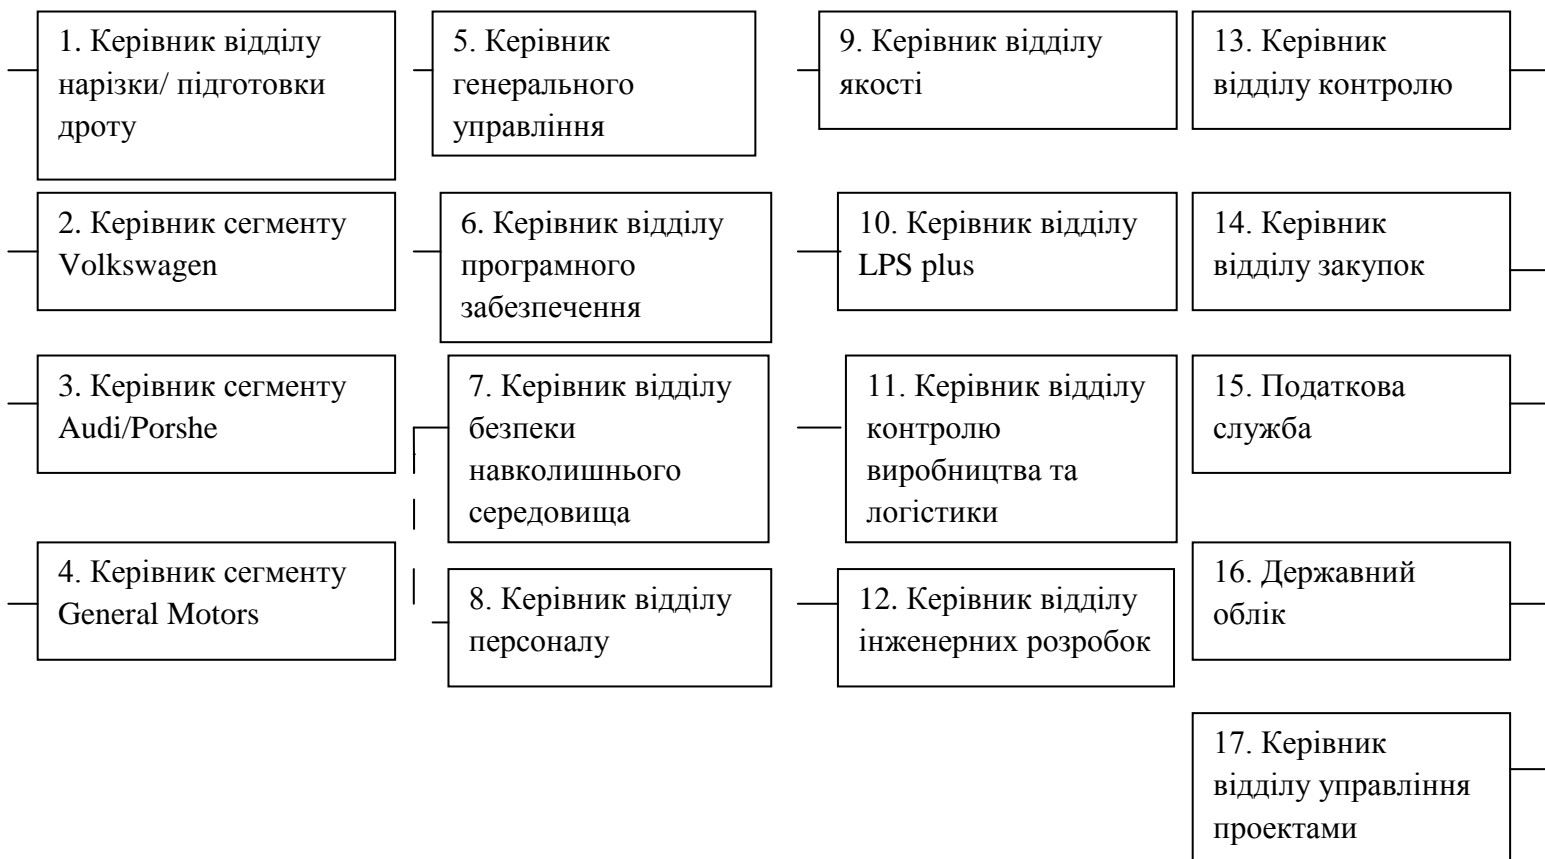 1. Керівник відділу
нарізки/ підготовки
дроту
2. Керівник сегменту
Volkswagen
3. Керівник сегменту
Audi/Porshe
4. Керівник сегменту
General Motors
5. Керівник
генерального
управління
6. Керівник відділу
програмного
забезпечення
7. Керівник відділу
безпеки
навколишнього
середовища
8. Керівник відділу
персоналу
9. Керівник відділу
якості
10. Керівник відділу
LPS plus
11. Керівник відділу
контролю
виробництва та
логістики
12. Керівник відділу
інженерних розробок
13. Керівник
відділу контролю
14. Керівник
відділу закупок
15. Податкова
служба
16. Державний
облік
17. Керівник
відділу управління
проектами